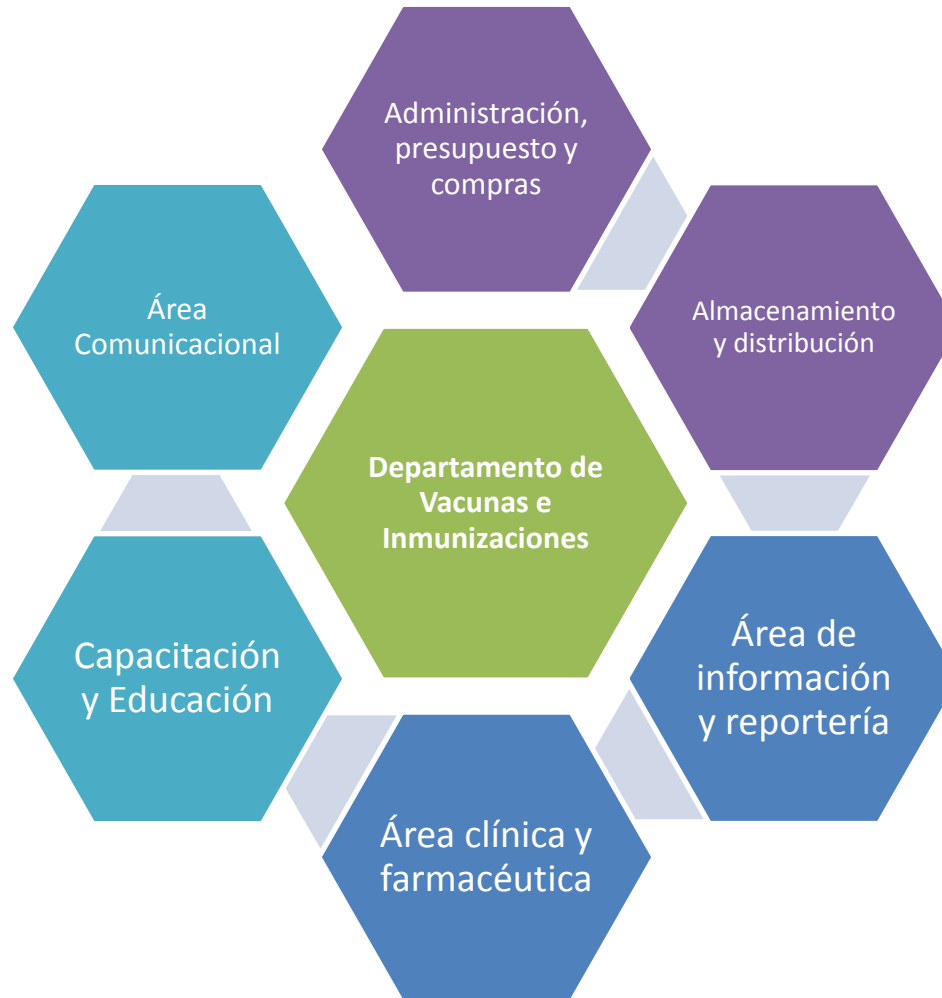 Administración,
presupuesto y
compras
Almacenamiento
y distribución
Área de
información
y reportería
Área clínica y
farmacéutica
Capacitación
y Educación
Área
Comunicacional
Departamento de
Vacunas e
Inmunizaciones